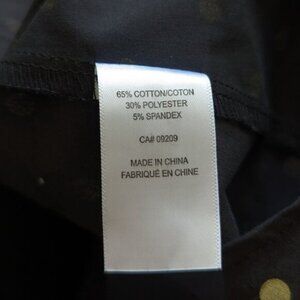 65% COTTON/COTON
30% POLYESTER
5% SPANDEX
CA# 09209
MADE IN CHINA
FABRIQUÉ EN CHINE